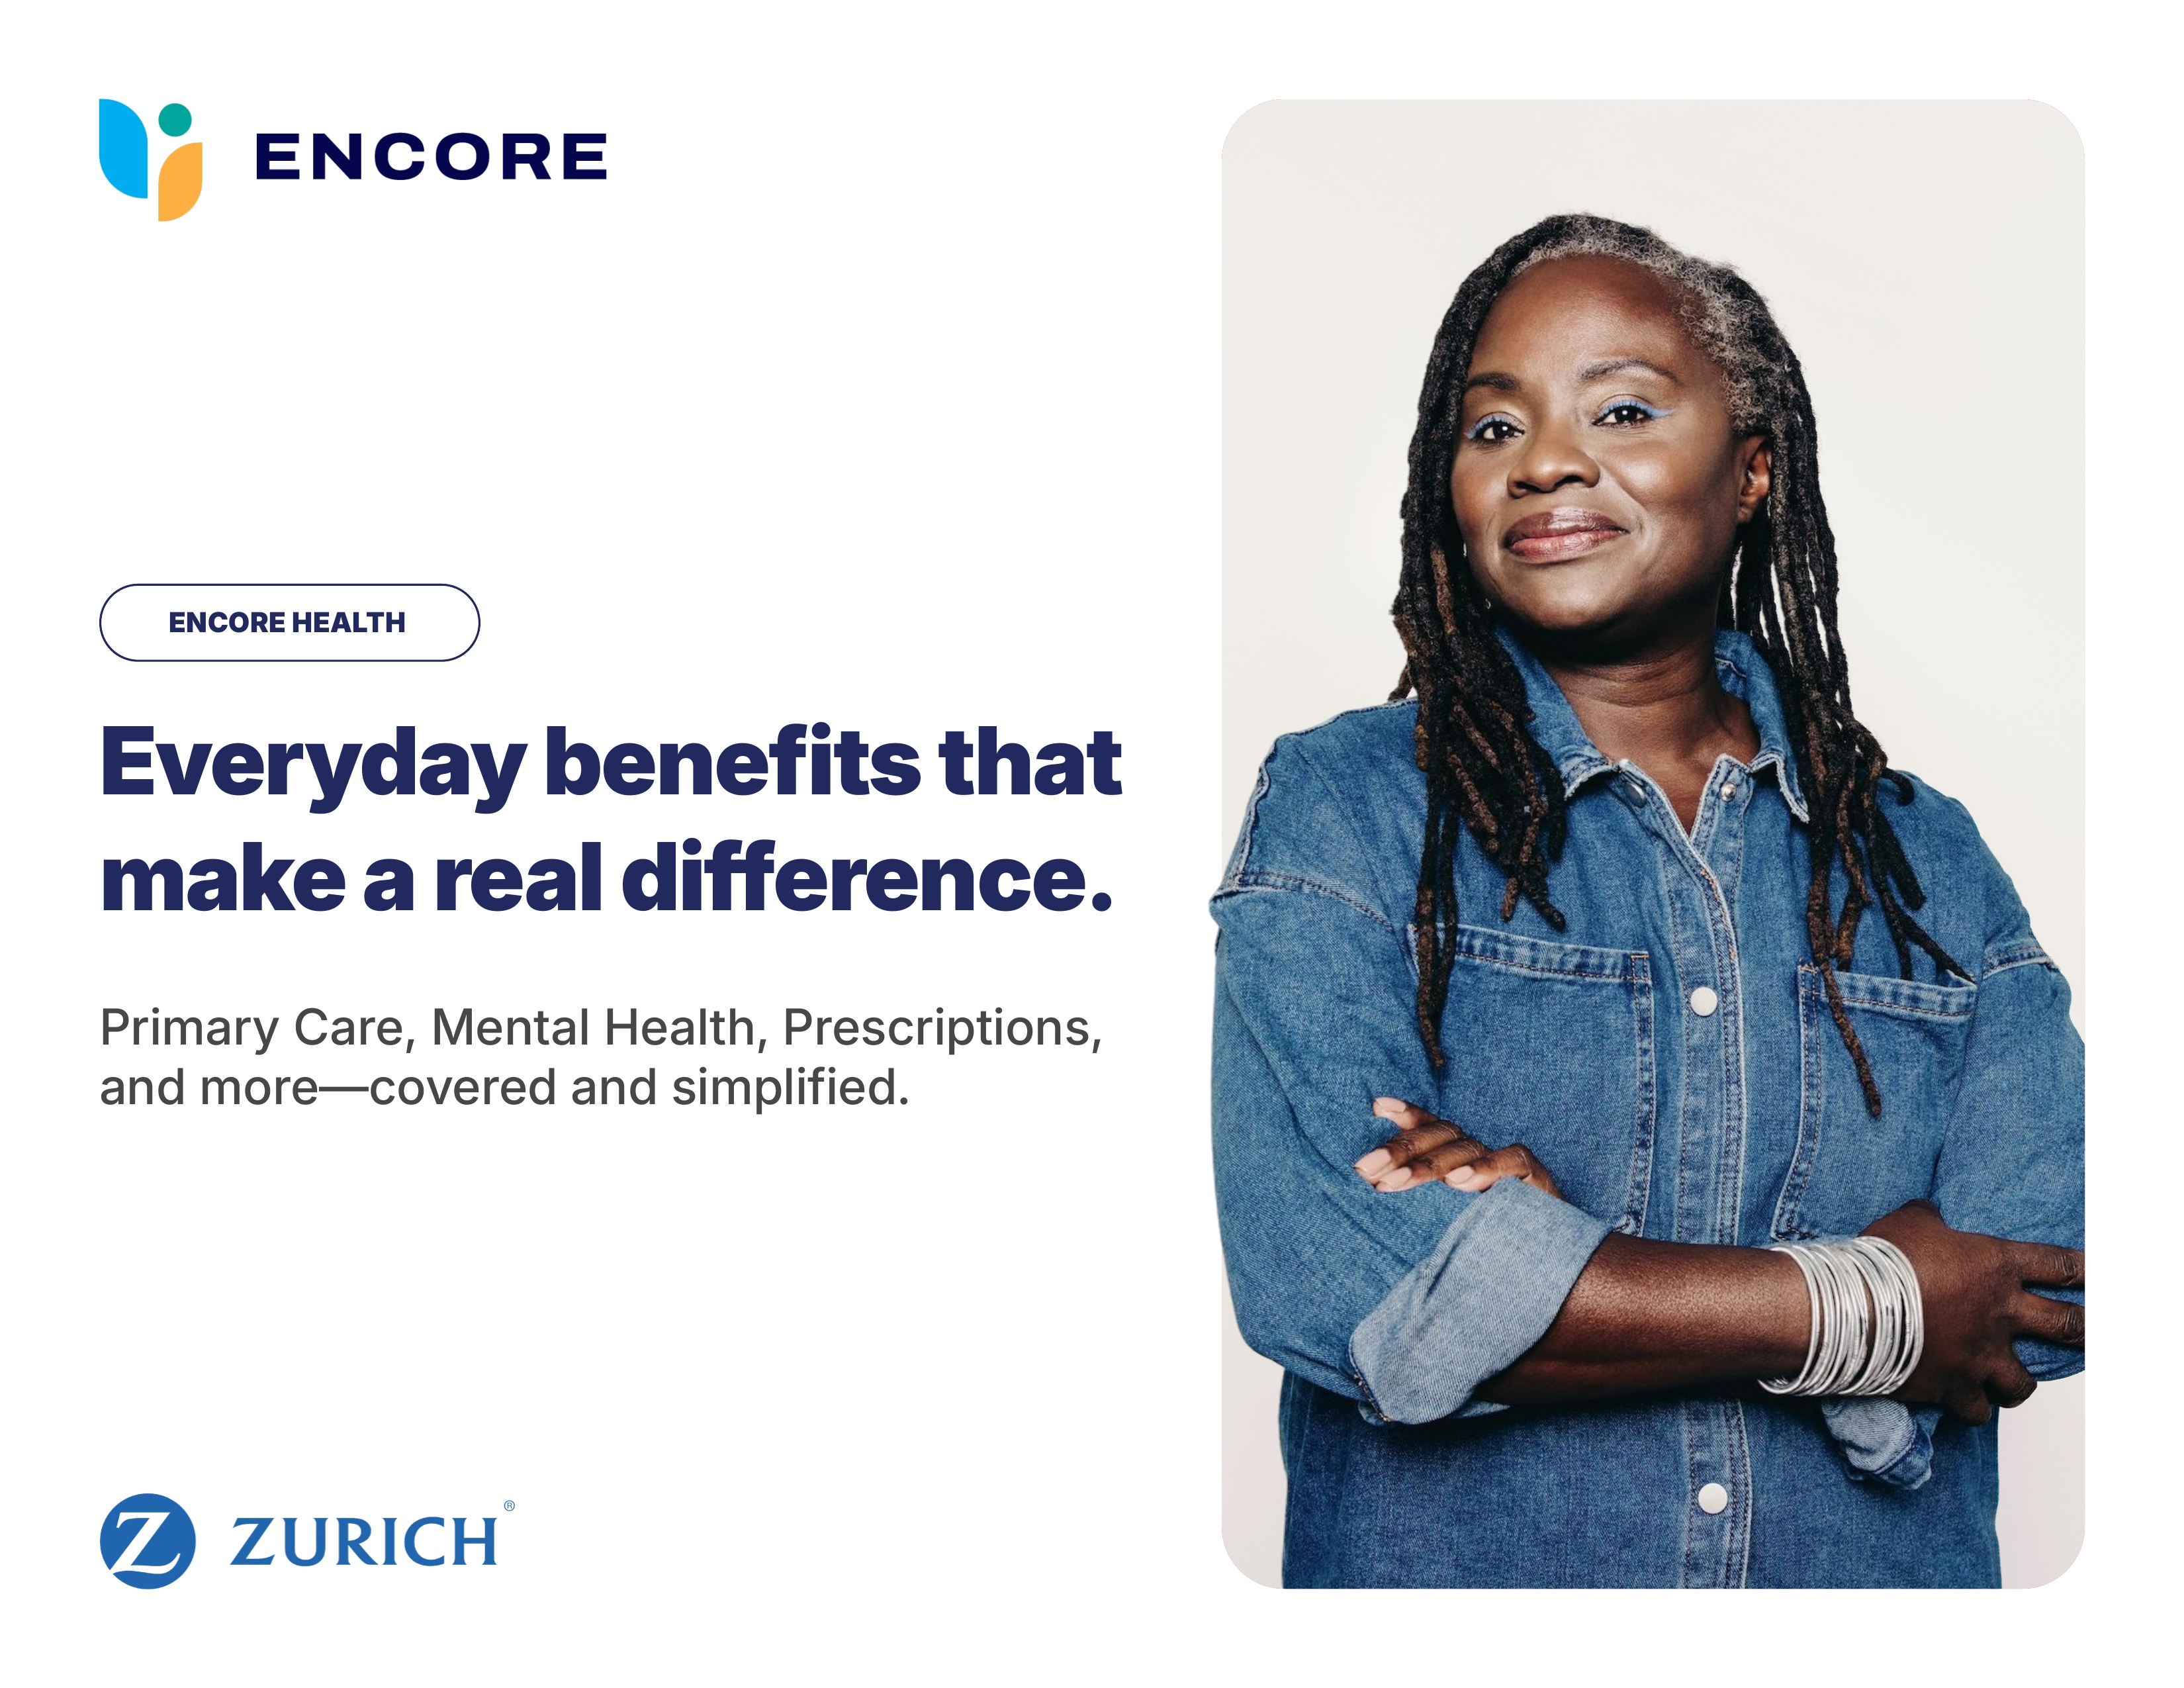 ENCORE
ENCORE HEALTH
Everyday benefits that
make a real difference.
Primary Care, Mental Health, Prescriptions,
and more—covered and simplified.
Z ZURICH®